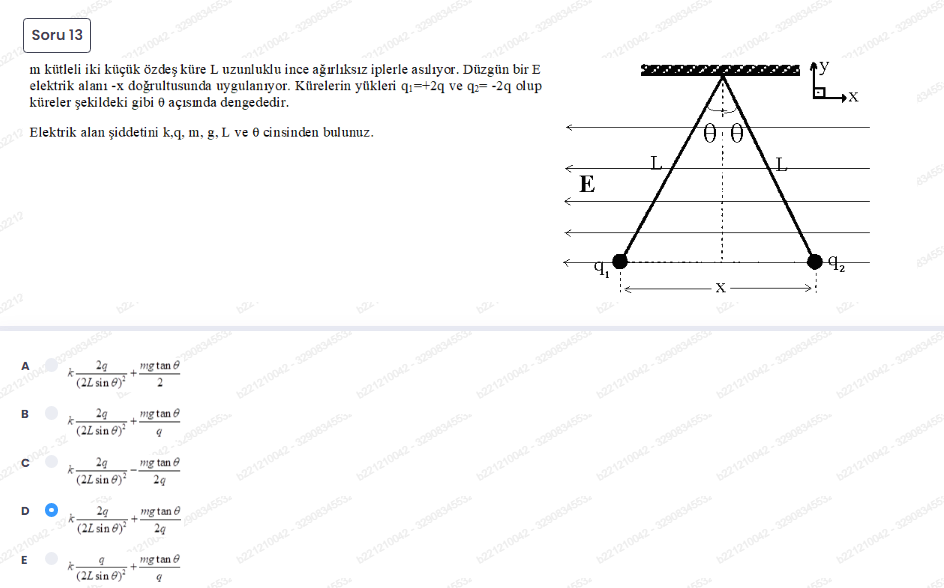 Soru 13
m kütleli iki küçük özdeş küre L uzunluklu ince ağırlıksız iplerle asılıyor. Düzgün bir E
elektrik alanı -x doğrultusunda uygulanıyor. Kürelerin yükleri q₁=+2q ve q₂= -2q olup
küreler şekildeki gibi θ açısında dengededir.
Elektrik alan şiddetini k,q, m, g, L ve θ cinsinden bulunuz.
y
x
θ θ
L L
E
q₁ q₂
x
A k 2q/(2L sin θ)² + mg tan θ/2
B k 2q/(2L sin θ)² + mg tan θ/q
C k 2q/(2L sin θ)² - mg tan θ/2q
D k 2q/(2L sin θ)² + mg tan θ/2q
E k q/(2L sin θ)² + mg tan θ/q